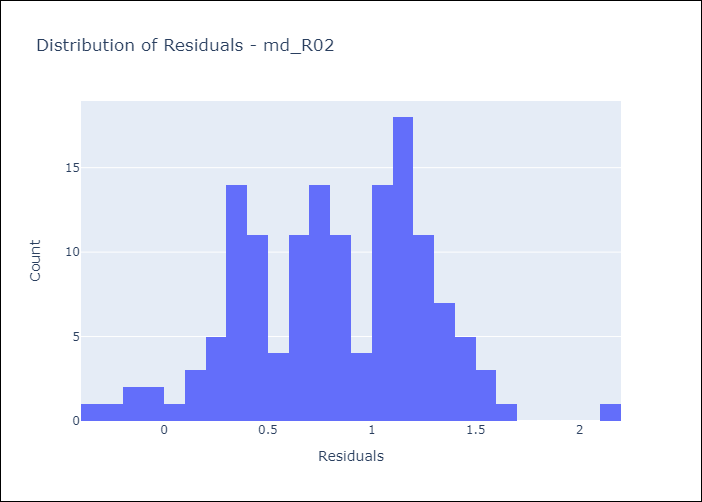 Distribution of Residuals - md_R02
15
10
5
0
Count
0 0.5 1 1.5 2
Residuals